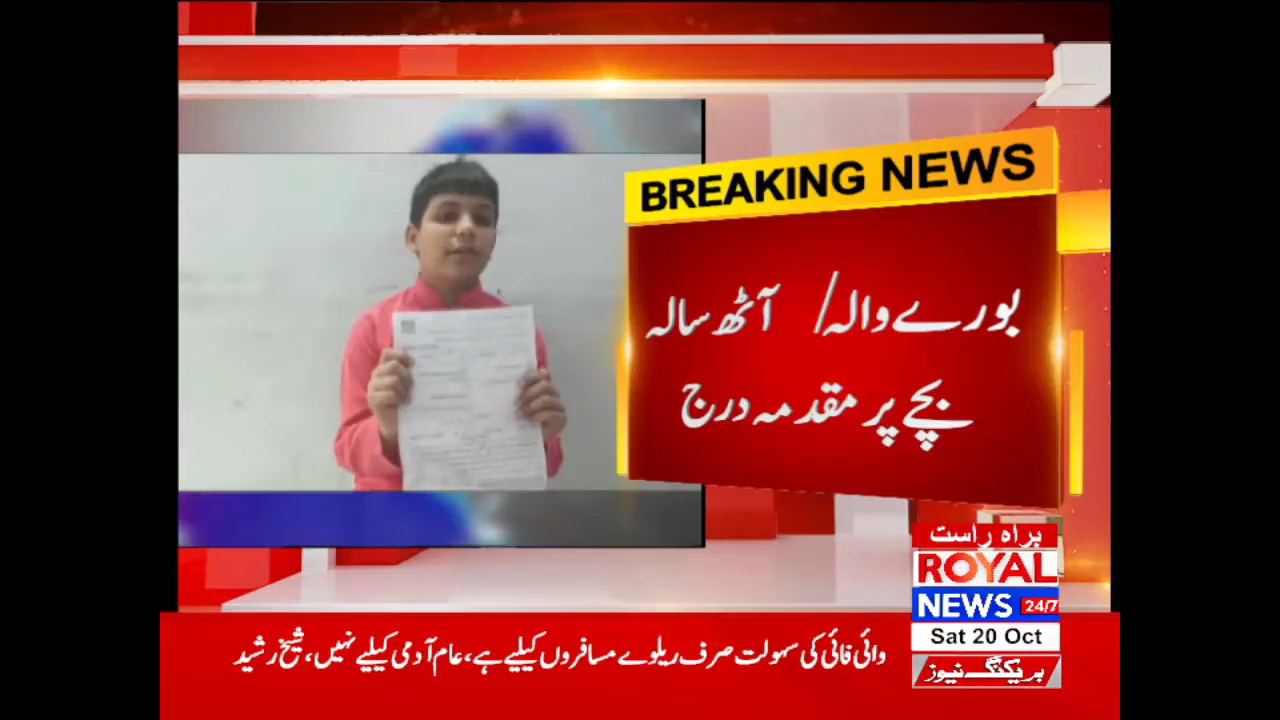 BREAKING NEWS
بورے والہ/ آٹھ سالہ
بچے پر مقدمہ درج
براہ راست
ROYAL
NEWS 24/7
Sat 20 Oct
بریکنگ نیوز
وائی فائی کی سہولت صرف ریلوے مسافروں کیلیے ہے، عام آدمی کیلیے نہیں، شیخ رشید